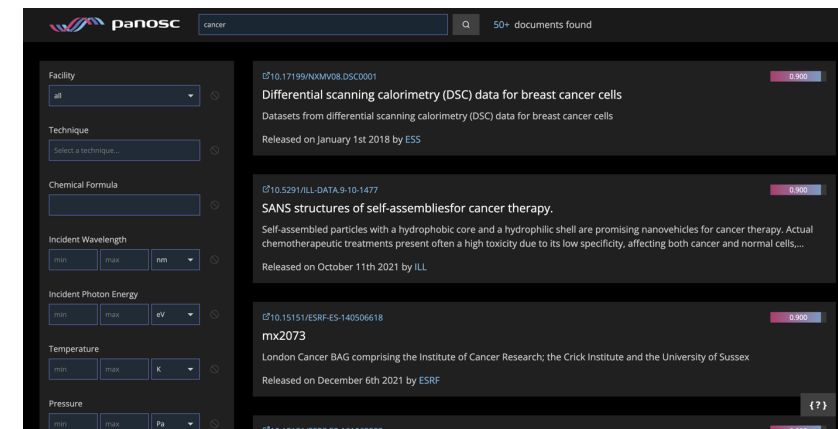 panosc
cancer
50+ documents found
Facility
all
Technique
Select a technique...
Chemical Formula
Incident Wavelength
min max nm
Incident Photon Energy
min max eV
Temperature
min max K
Pressure
min max Pa
10.17199/NXMV08.DSC0001
0.900
Differential scanning calorimetry (DSC) data for breast cancer cells
Datasets from differential scanning calorimetry (DSC) data for breast cancer cells
Released on January 1st 2018 by ESS
10.5291/ILL-DATA.9-10-1477
0.900
SANS structures of self-assembliesfor cancer therapy.
Self-assembled particles with a hydrophobic core and a hydrophilic shell are promising nanovehicles for cancer therapy. Actual
chemotherapeutic treatments present often a high toxicity due to its low specificity, affecting both cancer and normal cells,...
Released on October 11th 2021 by ILL
10.15151/ESRF-ES-140506618
0.900
mx2073
London Cancer BAG comprising the Institute of Cancer Research; the Crick Institute and the University of Sussex
Released on December 6th 2021 by ESRF
{?}